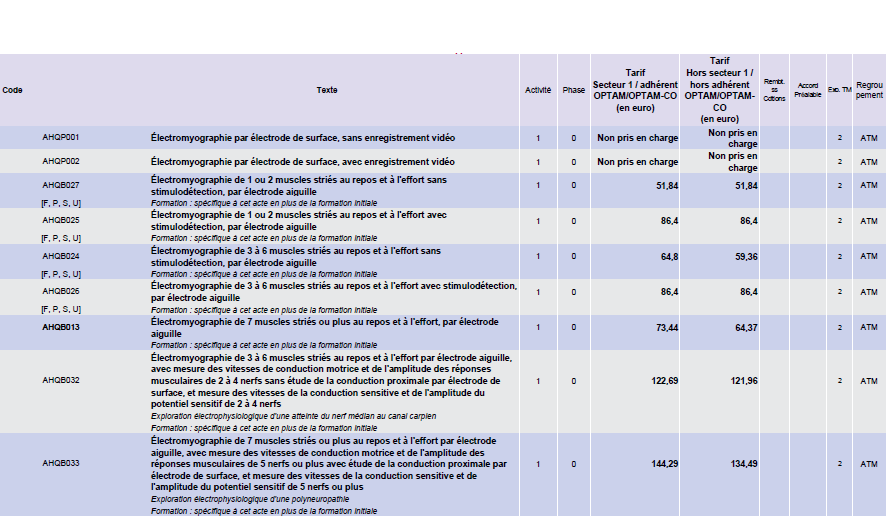 Code
Texte
Activité
Phase
Tarif
Secteur 1 / adhérent
OPTAM/OPTAM-CO
(en euro)
Tarif
Hors secteur 1 /
hors adhérent
OPTAM/OPTAM-
CO
(en euro)
Rembt.
ss
Cdtions
Accord
Préalable
Exo. TM
Regrou
pement
AHQP001 Électromyographie par électrode de surface, sans enregistrement vidéo 1 0 Non pris en charge Non pris en 2 ATM
charge
AHQP002 Électromyographie par électrode de surface, avec enregistrement vidéo 1 0 Non pris en charge Non pris en 2 ATM
charge
AHQB027 Électromyographie de 1 ou 2 muscles striés au repos et à l'effort sans 1 0 51,84 51,84 2 ATM
stimulodétection, par électrode aiguille
[F, P, S, U] Formation : spécifique à cet acte en plus de la formation initiale
AHQB025 Électromyographie de 1 ou 2 muscles striés au repos et à l'effort avec 1 0 86,4 86,4 2 ATM
stimulodétection, par électrode aiguille
[F, P, S, U] Formation : spécifique à cet acte en plus de la formation initiale
AHQB024 Électromyographie de 3 à 6 muscles striés au repos et à l'effort sans 1 0 64,8 59,36 2 ATM
stimulodétection, par électrode aiguille
[F, P, S, U] Formation : spécifique à cet acte en plus de la formation initiale
AHQB026 Électromyographie de 3 à 6 muscles striés au repos et à l'effort avec stimulodétection, 1 0 86,4 86,4 2 ATM
par électrode aiguille
[F, P, S, U] Formation : spécifique à cet acte en plus de la formation initiale
AHQB013 Électromyographie de 7 muscles striés ou plus au repos et à l'effort, par électrode 1 0 73,44 64,37 2 ATM
aiguille
Formation : spécifique à cet acte en plus de la formation initiale
Électromyographie de 3 à 6 muscles striés au repos et à l'effort par électrode aiguille,
avec mesure des vitesses de conduction motrice et de l'amplitude des réponses
AHQB032 musculaires de 2 à 4 nerfs sans étude de la conduction proximale par électrode de 1 0 122,69 121,96 2 ATM
surface, et mesure des vitesses de la conduction sensitive et de l'amplitude du
potentiel sensitif de 2 à 4 nerfs
Exploration électrophysiologique d'une atteinte du nerf médian au canal carpien
Formation : spécifique à cet acte en plus de la formation initiale
Électromyographie de 7 muscles striés ou plus au repos et à l'effort par électrode
aiguille, avec mesure des vitesses de conduction motrice et de l'amplitude des
AHQB033 réponses musculaires de 5 nerfs ou plus avec étude de la conduction proximale par 1 0 144,29 134,49 2 ATM
électrode de surface, et mesure des vitesses de la conduction sensitive et de
l'amplitude du potentiel sensitif de 5 nerfs ou plus
Exploration électrophysiologique d'une polyneuropathie
Formation : spécifique à cet acte en plus de la formation initiale